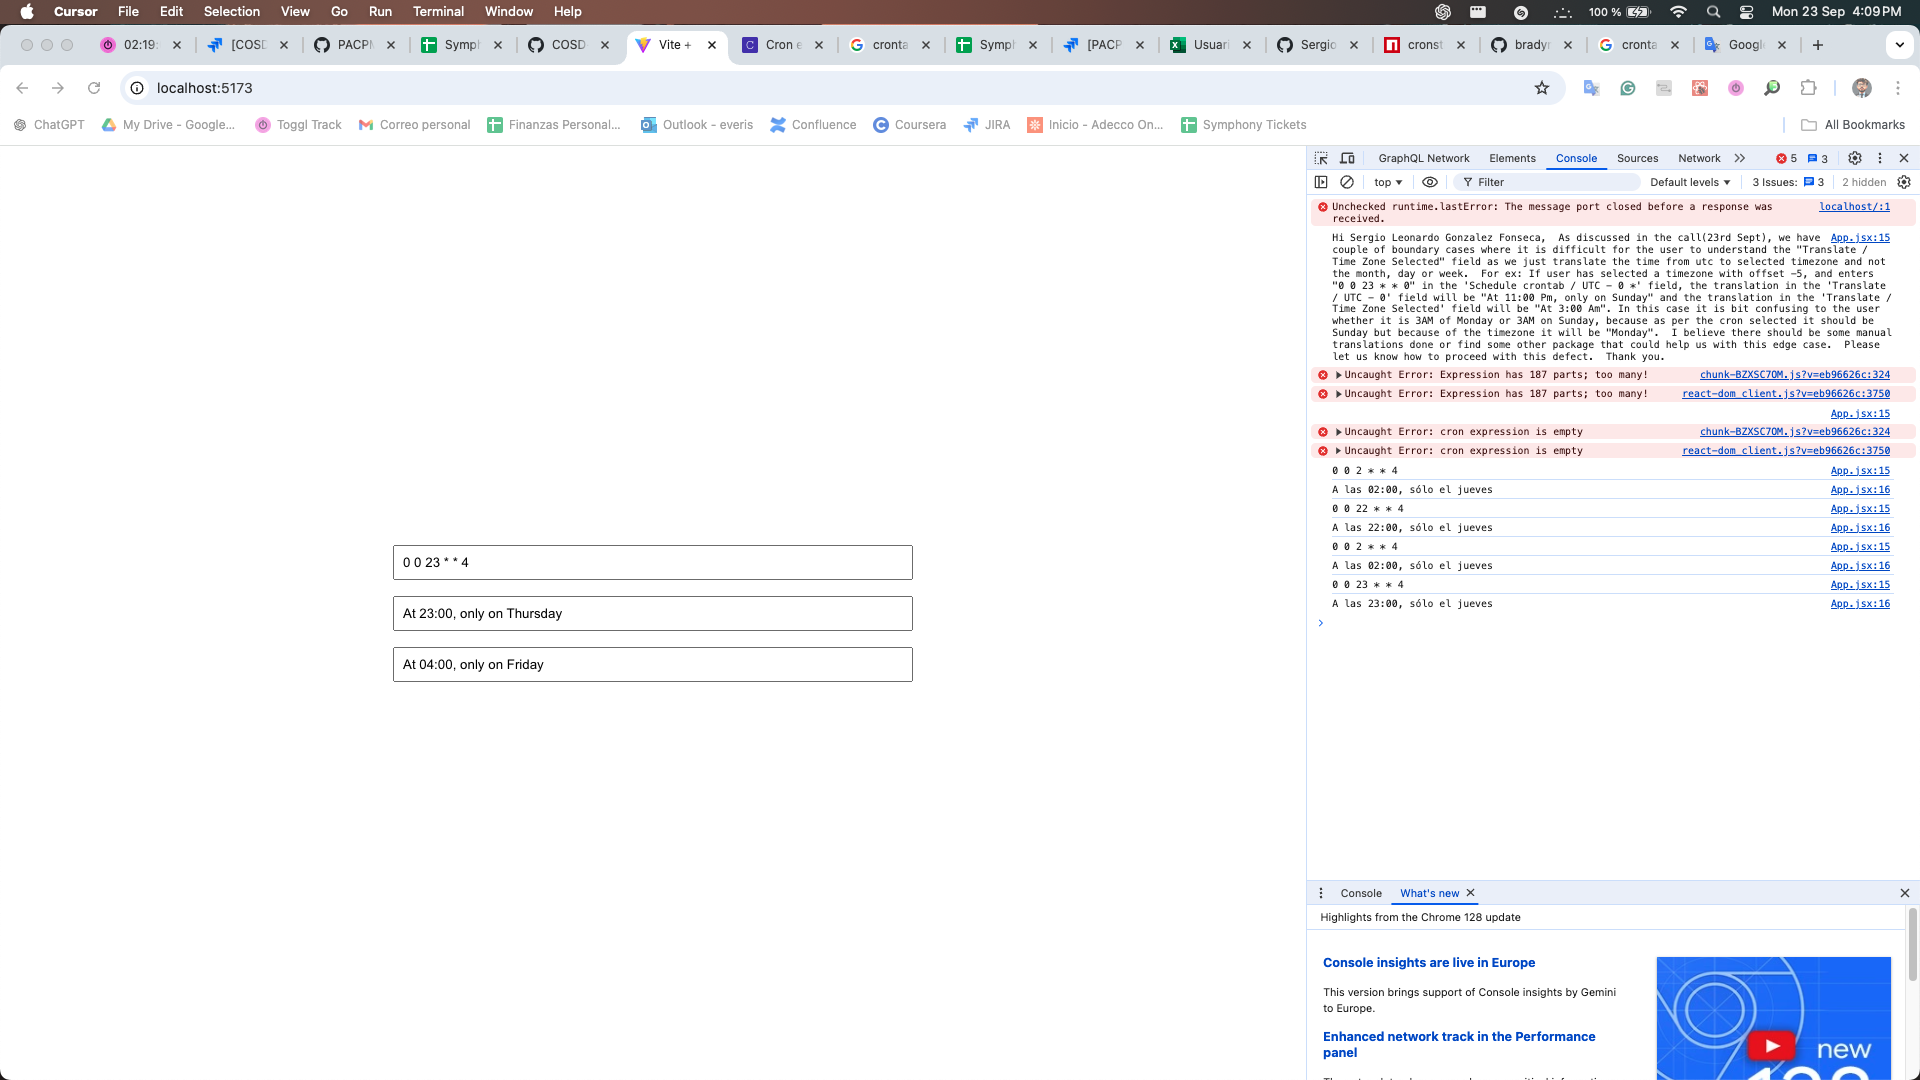 Cursor File Edit Selection View Go Run Terminal Window Help 100 % Mon 23 Sep 4:09 PM
02:19: [COSD PACPM Symph COSD Vite + Cron e cronta Symph [PACP Usuari Sergio cronst bradyr cronta Googl
localhost:5173
ChatGPT My Drive - Google... Toggl Track Correo personal Finanzas Personal... Outlook - everis Confluence Coursera JIRA Inicio - Adecco On... Symphony Tickets All Bookmarks
GraphQL Network Elements Console Sources Network 5 3
top Filter Default levels 3 Issues: 3 2 hidden
Unchecked runtime.lastError: The message port closed before a response was localhost/:1
received.
Hi Sergio Leonardo Gonzalez Fonseca, As discussed in the call(23rd Sept), we have App.jsx:15
couple of boundary cases where it is difficult for the user to understand the "Translate /
Time Zone Selected" field as we just translate the time from utc to selected timezone and not
the month, day or week. For ex: If user has selected a timezone with offset -5, and enters
"0 0 23 * * 0" in the 'Schedule crontab / UTC - 0 *' field, the translation in the 'Translate
/ UTC - 0' field will be "At 11:00 Pm, only on Sunday" and the translation in the 'Translate /
Time Zone Selected' field will be "At 3:00 Am". In this case it is bit confusing to the user
whether it is 3AM of Monday or 3AM on Sunday, because as per the cron selected it should be
Sunday but because of the timezone it will be "Monday". I believe there should be some manual
translations done or find some other package that could help us with this edge case. Please
let us know how to proceed with this defect. Thank you.
Uncaught Error: Expression has 187 parts; too many! chunk-BZXSC7OM.js?v=eb96626c:324
Uncaught Error: Expression has 187 parts; too many! react-dom_client.js?v=eb96626c:3750
App.jsx:15
Uncaught Error: cron expression is empty chunk-BZXSC7OM.js?v=eb96626c:324
Uncaught Error: cron expression is empty react-dom_client.js?v=eb96626c:3750
0 0 2 * * 4 App.jsx:15
A las 02:00, sólo el jueves App.jsx:16
0 0 22 * * 4 App.jsx:15
A las 22:00, sólo el jueves App.jsx:16
0 0 2 * * 4 App.jsx:15
A las 02:00, sólo el jueves App.jsx:16
0 0 23 * * 4 App.jsx:15
A las 23:00, sólo el jueves App.jsx:16
0 0 23 * * 4
At 23:00, only on Thursday
At 04:00, only on Friday
Console What's new
Highlights from the Chrome 128 update
Console insights are live in Europe
This version brings support of Console insights by Gemini
to Europe.
Enhanced network track in the Performance
panel
new